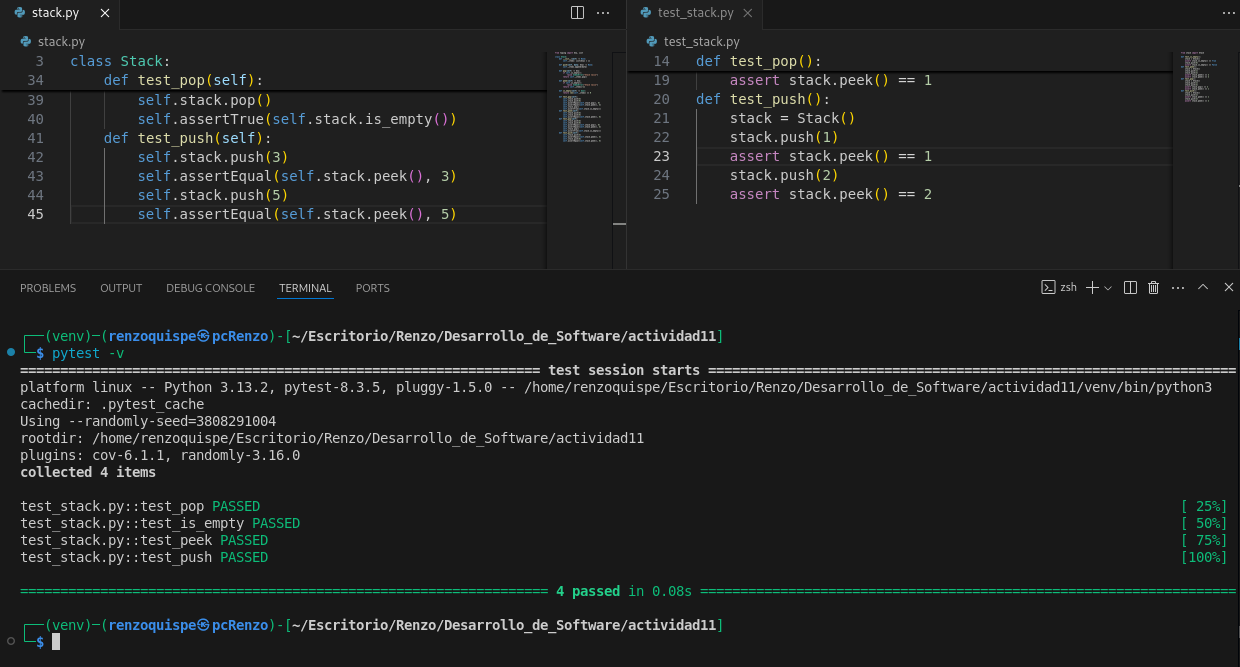 stack.py
stack.py
3 class Stack:
34 def test_pop(self):
39 self.stack.pop()
40 self.assertTrue(self.stack.is_empty())
41 def test_push(self):
42 self.stack.push(3)
43 self.assertEqual(self.stack.peek(), 3)
44 self.stack.push(5)
45 self.assertEqual(self.stack.peek(), 5)
test_stack.py
test_stack.py
14 def test_pop():
19 assert stack.peek() == 1
20 def test_push():
21 stack = Stack()
22 stack.push(1)
23 assert stack.peek() == 1
24 stack.push(2)
25 assert stack.peek() == 2
PROBLEMS OUTPUT DEBUG CONSOLE TERMINAL PORTS zsh
┌──(venv)─(renzoquispe㉿pcRenzo)-[~/Escritorio/Renzo/Desarrollo_de_Software/actividad11]
└─$ pytest -v
================================================================= test session starts ==================================================================
platform linux -- Python 3.13.2, pytest-8.3.5, pluggy-1.5.0 -- /home/renzoquispe/Escritorio/Renzo/Desarrollo_de_Software/actividad11/venv/bin/python3
cachedir: .pytest_cache
Using --randomly-seed=3808291004
rootdir: /home/renzoquispe/Escritorio/Renzo/Desarrollo_de_Software/actividad11
plugins: cov-6.1.1, randomly-3.16.0
collected 4 items
test_stack.py::test_pop PASSED [ 25%]
test_stack.py::test_is_empty PASSED [ 50%]
test_stack.py::test_peek PASSED [ 75%]
test_stack.py::test_push PASSED [100%]
================================================================== 4 passed in 0.08s ===================================================================
┌──(venv)─(renzoquispe㉿pcRenzo)-[~/Escritorio/Renzo/Desarrollo_de_Software/actividad11]
└─$